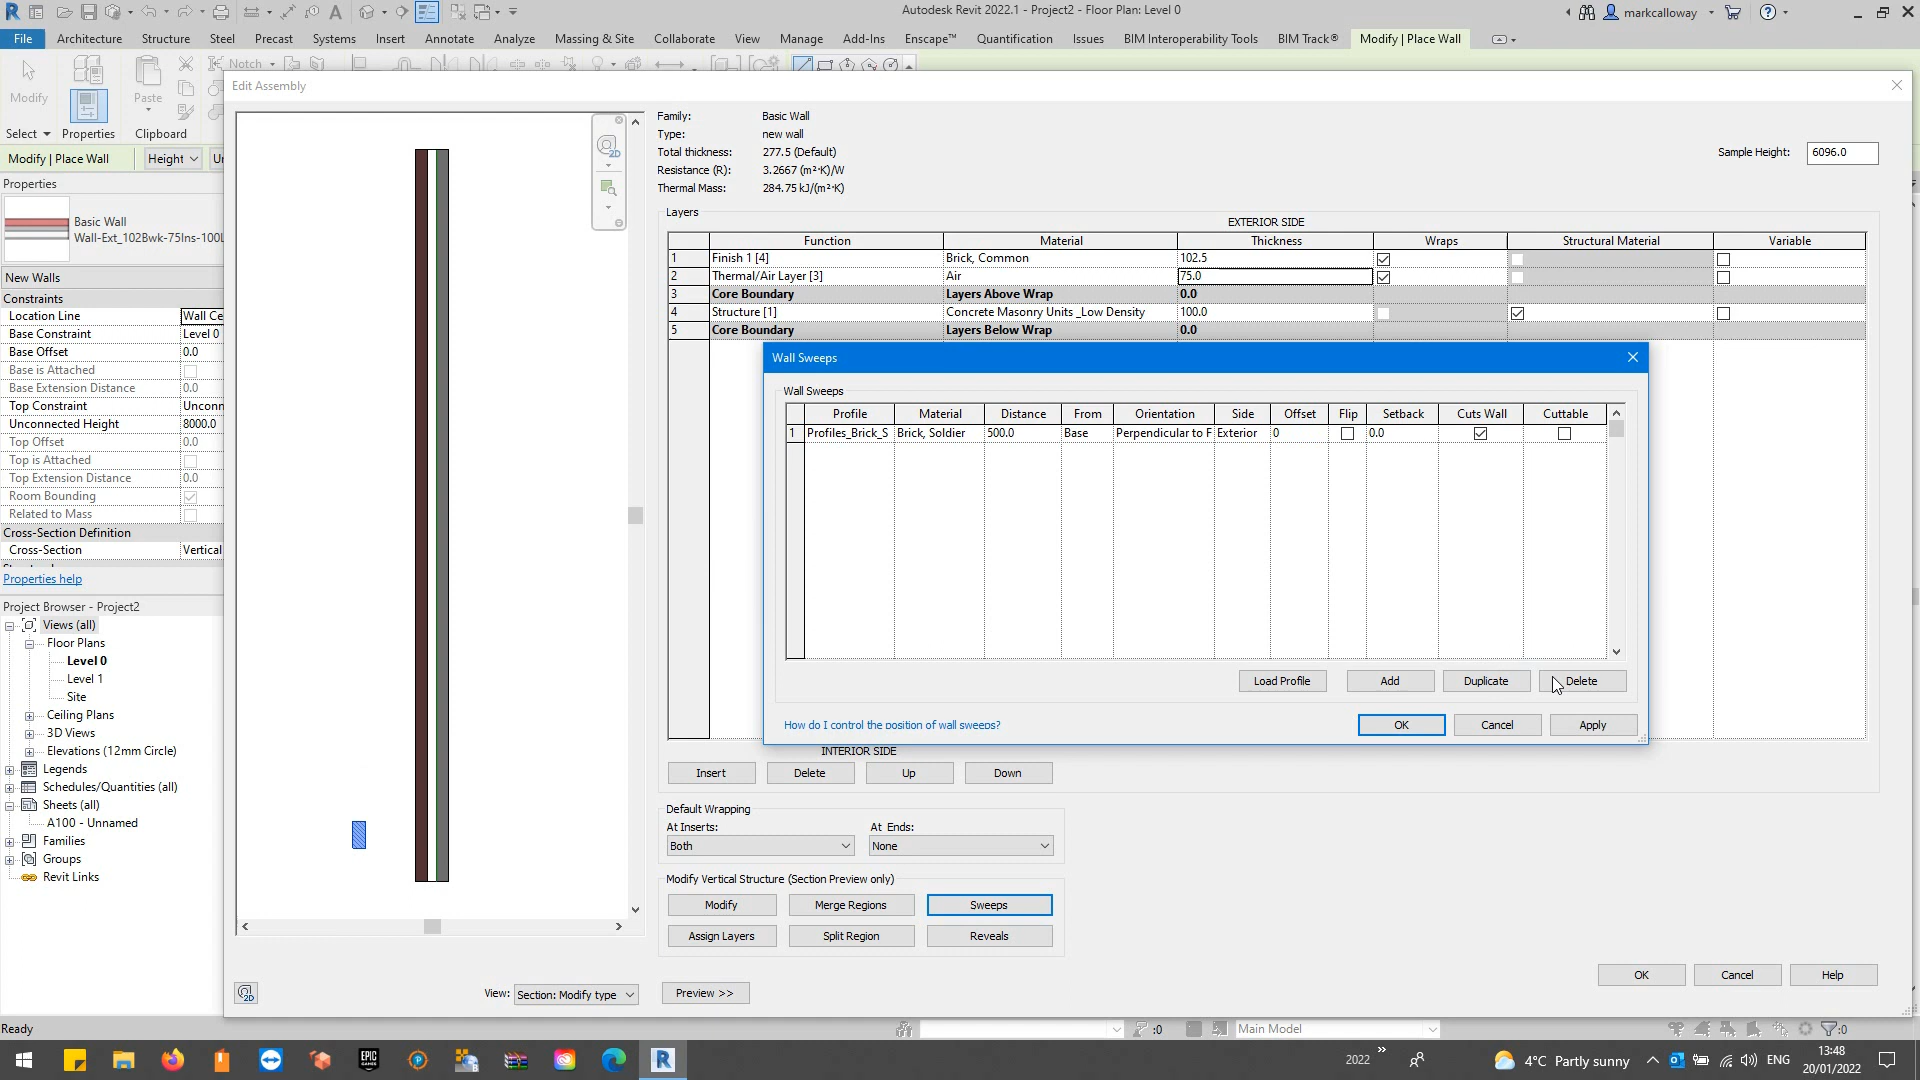 Autodesk Revit 2022.1 - Project2 - Floor Plan: Level 0
markcalloway
File Architecture Structure Steel Precast Systems Insert Annotate Analyze Massing & Site Collaborate View Manage Add-Ins Enscape™ Quantification Issues BIM Interoperability Tools BIM Track® Modify | Place Wall
Notch
Modify
Paste
Select Properties Clipboard
Modify | Place Wall Height
Properties
Basic Wall
Wall-Ext_102Bwk-75Ins-100L
New Walls
Constraints
Location Line Wall Ce
Base Constraint Level 0
Base Offset 0.0
Base is Attached
Base Extension Distance 0.0
Top Constraint Unconn
Unconnected Height 8000.0
Top Offset 0.0
Top is Attached
Top Extension Distance 0.0
Room Bounding
Related to Mass
Cross-Section Definition
Cross-Section Vertical
Properties help
Project Browser - Project2
Views (all)
Floor Plans
Level 0
Level 1
Site
Ceiling Plans
3D Views
Elevations (12mm Circle)
Legends
Schedules/Quantities (all)
Sheets (all)
A100 - Unnamed
Families
Groups
Revit Links
Edit Assembly
Family: Basic Wall
Type: new wall
Total thickness: 277.5 (Default)
Resistance (R): 3.2667 (m²·K)/W
Thermal Mass: 284.75 kJ/(m²·K)
Sample Height: 6096.0
Layers
EXTERIOR SIDE
Function Material Thickness Wraps Structural Material Variable
1 Finish 1 [4] Brick, Common 102.5
2 Thermal/Air Layer [3] Air 75.0
3 Core Boundary Layers Above Wrap 0.0
4 Structure [1] Concrete Masonry Units _Low Density 100.0
5 Core Boundary Layers Below Wrap 0.0
Wall Sweeps
Wall Sweeps
Profile Material Distance From Orientation Side Offset Flip Setback Cuts Wall Cuttable
1 Profiles_Brick_S Brick, Soldier 500.0 Base Perpendicular to F Exterior 0 0.0
Load Profile Add Duplicate Delete
How do I control the position of wall sweeps?
OK Cancel Apply
INTERIOR SIDE
Insert Delete Up Down
Default Wrapping
At Inserts: At Ends:
Both None
Modify Vertical Structure (Section Preview only)
Modify Merge Regions Sweeps
Assign Layers Split Region Reveals
OK Cancel Help
View: Section: Modify type Preview >>
Ready
:0 Main Model :0
EPIC GAMES
2022
4°C Partly sunny
ENG
13:48
20/01/2022